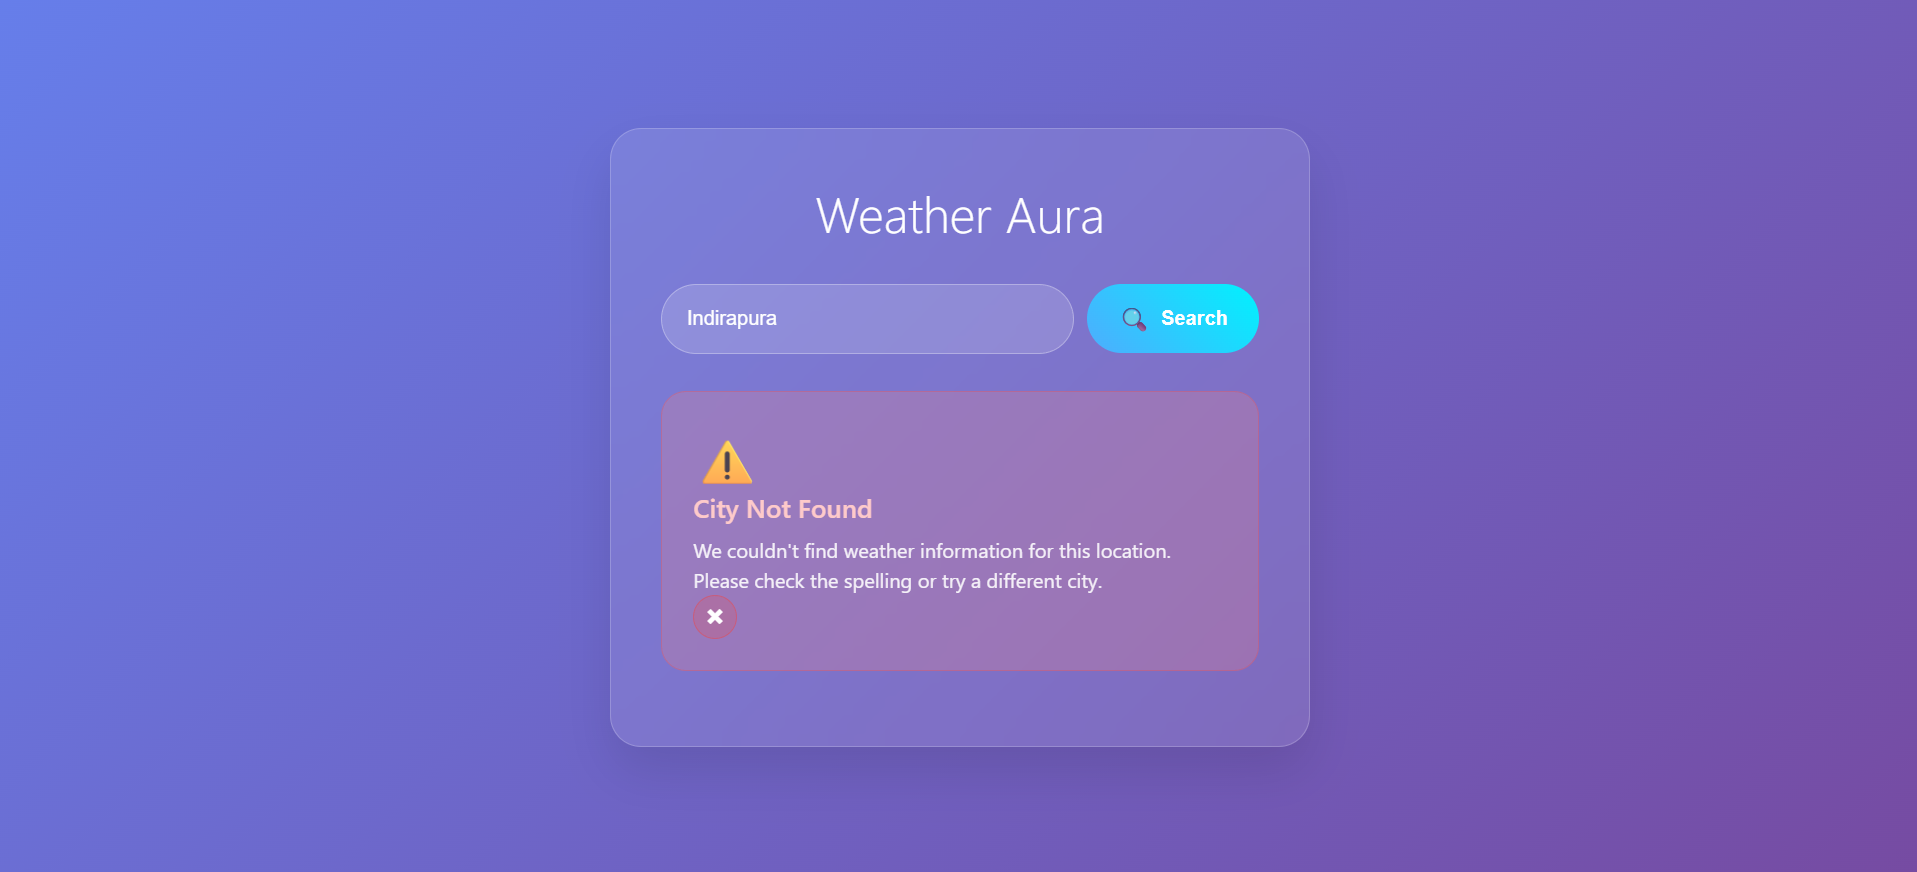 Weather Aura
Indirapura
Search
City Not Found
We couldn't find weather information for this location.
Please check the spelling or try a different city.